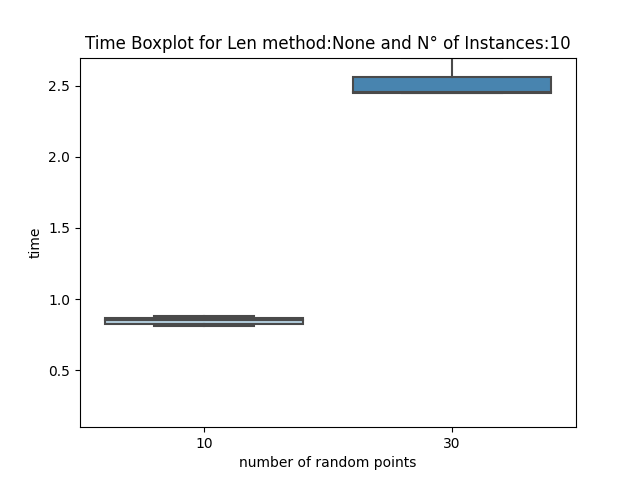 Time Boxplot for Len method:None and N° of Instances:10
2.5
2.0
1.5
1.0
0.5
time
10 30
number of random points